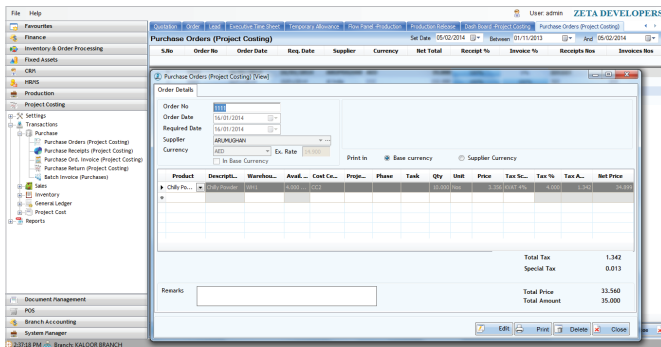 File Help
User: admin ZETA DEVELOPERS
Favourites
Finance
Inventory & Order Processing
Fixed Assets
CRM
HRMS
Production
Project Costing
Settings
Transactions
Purchase
Purchase Orders (Project Costing)
Purchase Receipts (Project Costing)
Purchase Ord. Invoice (Project Costing)
Purchase Return (Project Costing)
Batch Invoice (Purchases)
Sales
Inventory
General Ledger
Project Cost
Reports
Document Management
POS
Branch Accounting
System Manager
2:37:18 PM Branch: KALOOR BRANCH
Quotation Order Lead Executive Time Sheet Temporary Allowance Flow Panel -Production Production Release Dash Board -Project Costing Purchase Orders (Project Costing)
Purchase Orders (Project Costing) Set Date 05/02/2014 Between 01/11/2013 And 05/02/2014
S.No Order No Order Date Req. Date Supplier Currency Net Total Receipt % Invoice % Receipts Nos Invoices Nos
Purchase Orders (Project Costing) [View]
Order Details
Order No 1111
Order Date 16/01/2014
Required Date 16/01/2014
Supplier ARUMUGHAN
Currency AED Ex. Rate
In Base Currency
Print in Base currency Supplier Currency
Product Descripti... Warehou... Avail. ... Cost Ce... Proje... Phase Task Qty Unit Price Tax Sc... Tax % Tax A... Net Price
Chilly Po... Chilly Powder WH1 4.000 CC2 10.000 Nos 3.356 KVAT 4% 4.000 1.342
Total Tax 1.342
Special Tax 0.013
Remarks
Total Price 33.560
Total Amount 35.000
Edit Print Delete Close